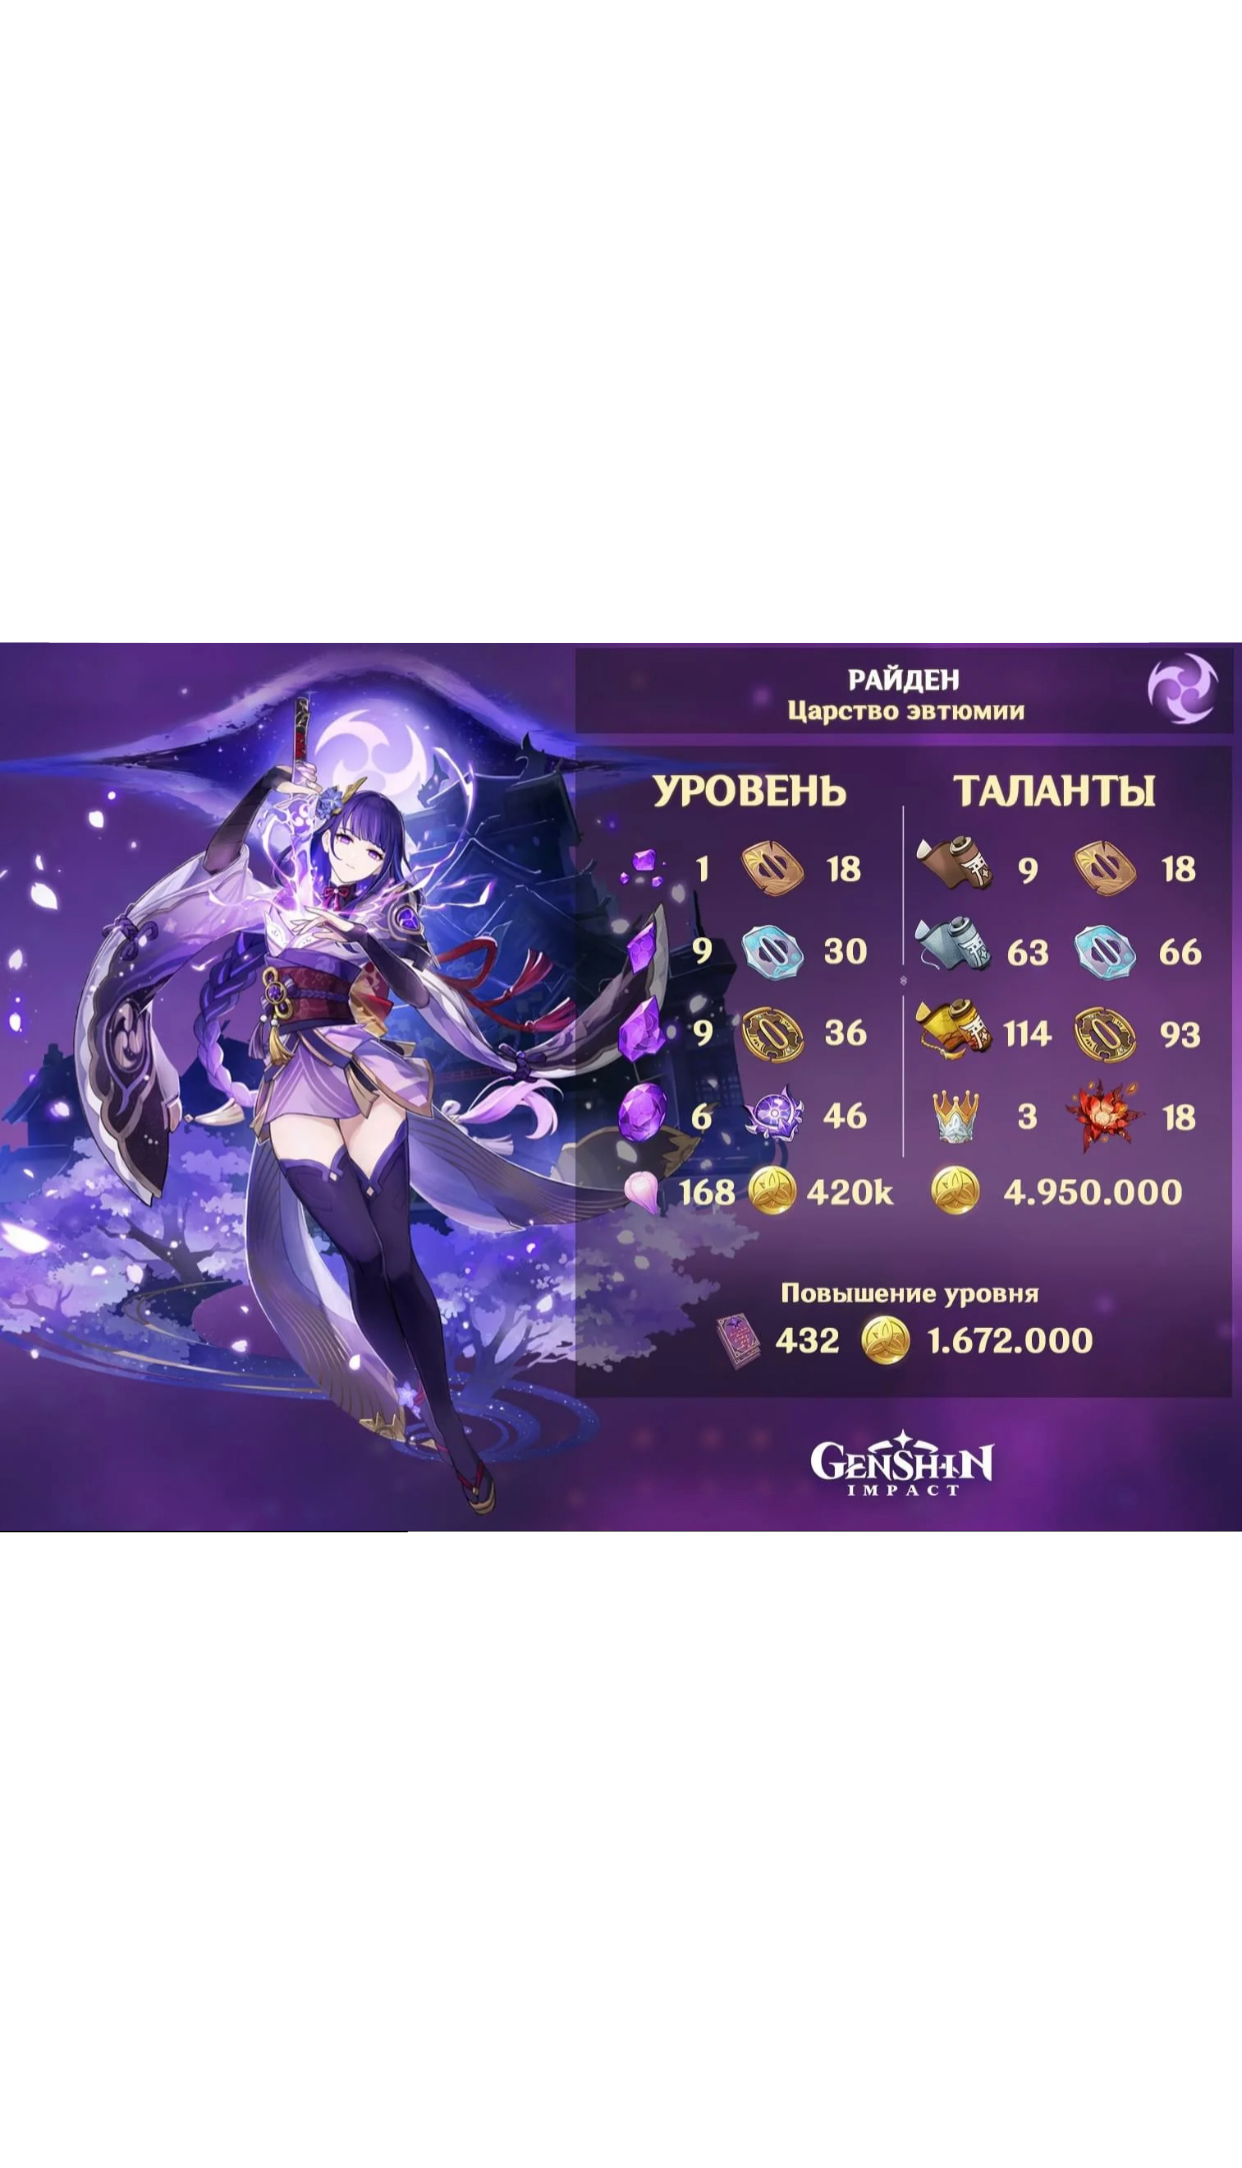 РАЙДЕН
Царство эвтюмии
УРОВЕНЬ
1 18
9 30
9 36
6 46
168 420k
ТАЛАНТЫ
9 18
63 66
114 93
3 18
4.950.000
Повышение уровня
432 1.672.000
GENSHIN
IMPACT